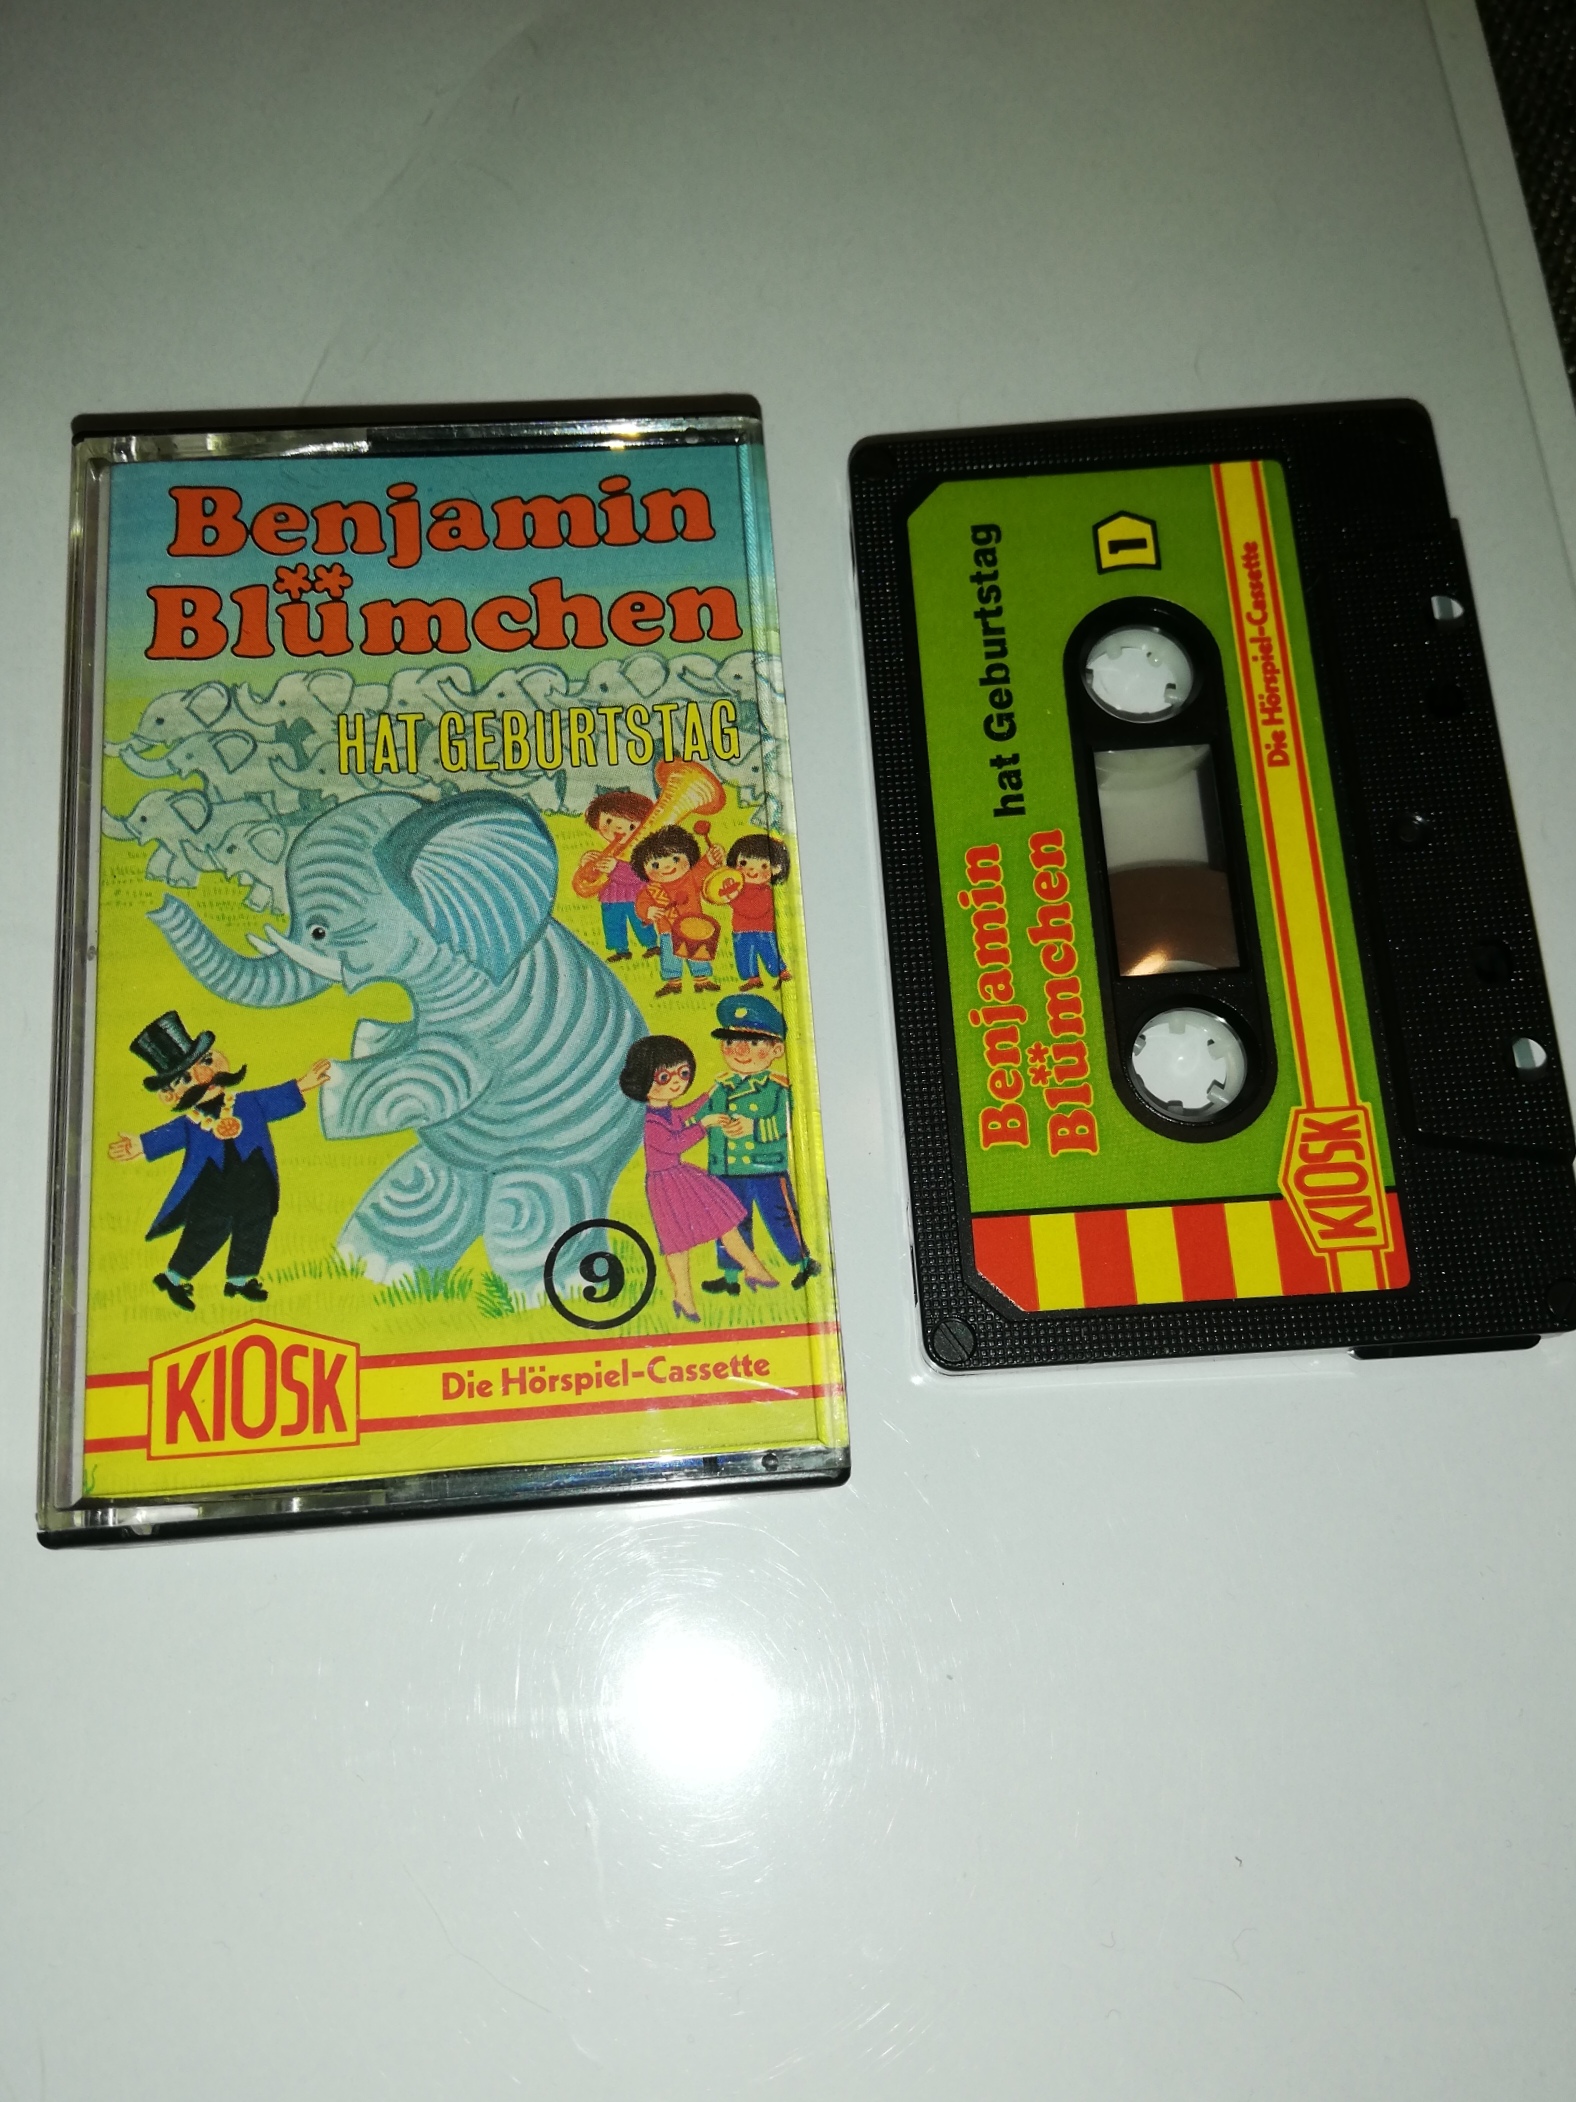 Benjamin
Blümchen
HAT GEBURTSTAG
9
KIOSK
Die Hörspiel-Cassette
Benjamin
Blümchen
hat Geburtstag
1
Die Hörspiel-Cassette
KIOSK